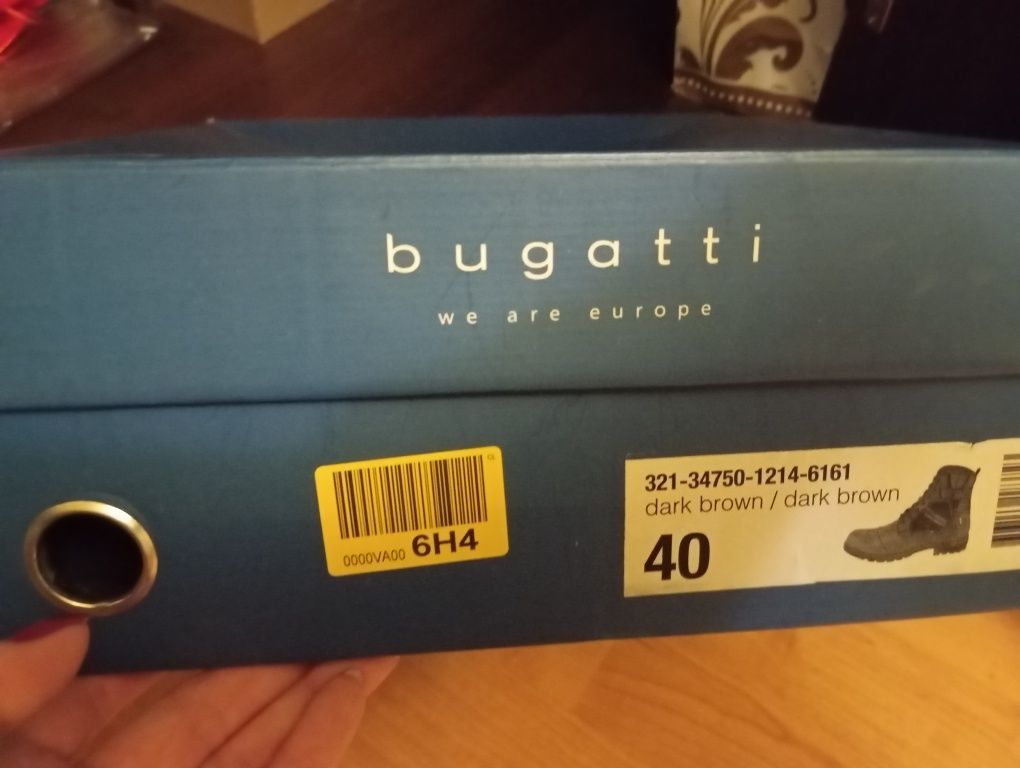 bugatti
we are europe
0000VA00 6H4
321-34750-1214-6161
dark brown / dark brown
40